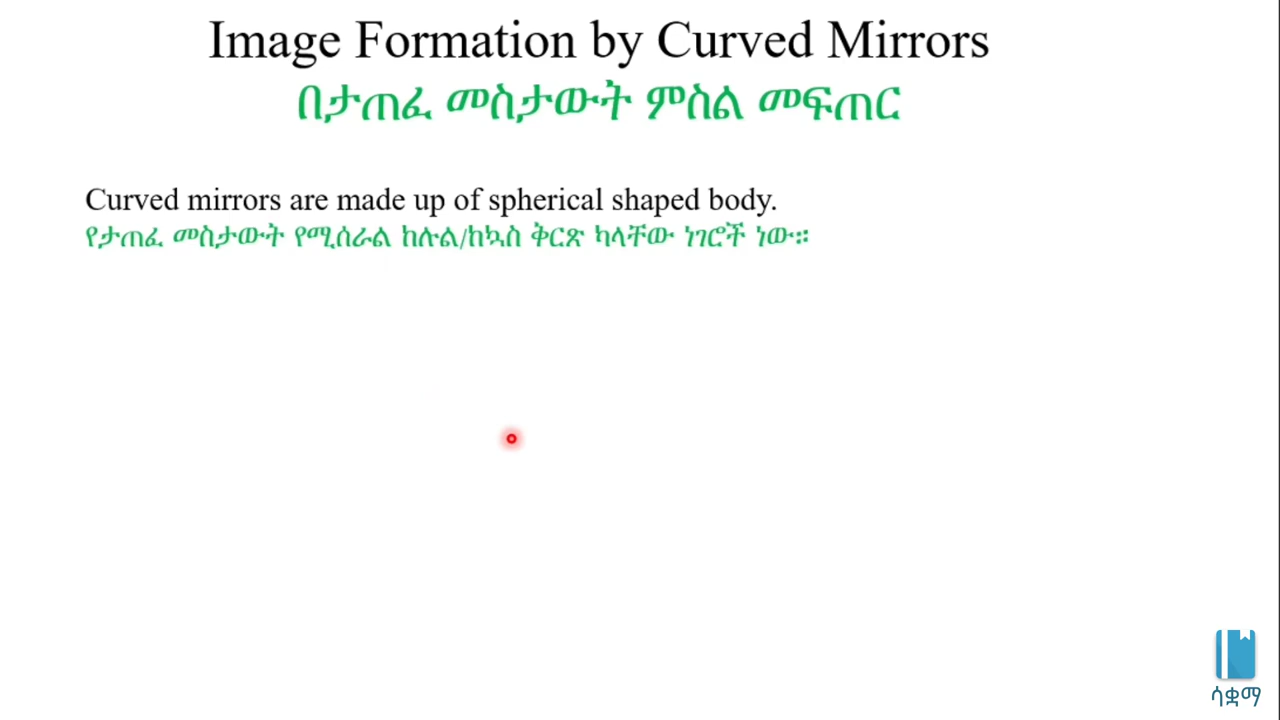 Image Formation by Curved Mirrors
በታጠፈ መስታውት ምስል መፍጠር
Curved mirrors are made up of spherical shaped body.
የታጠፈ መስታውት የሚሰራል ከሉል/ከኳስ ቅርጽ ካላቸው ነገሮች ነው።
ሳቋማ